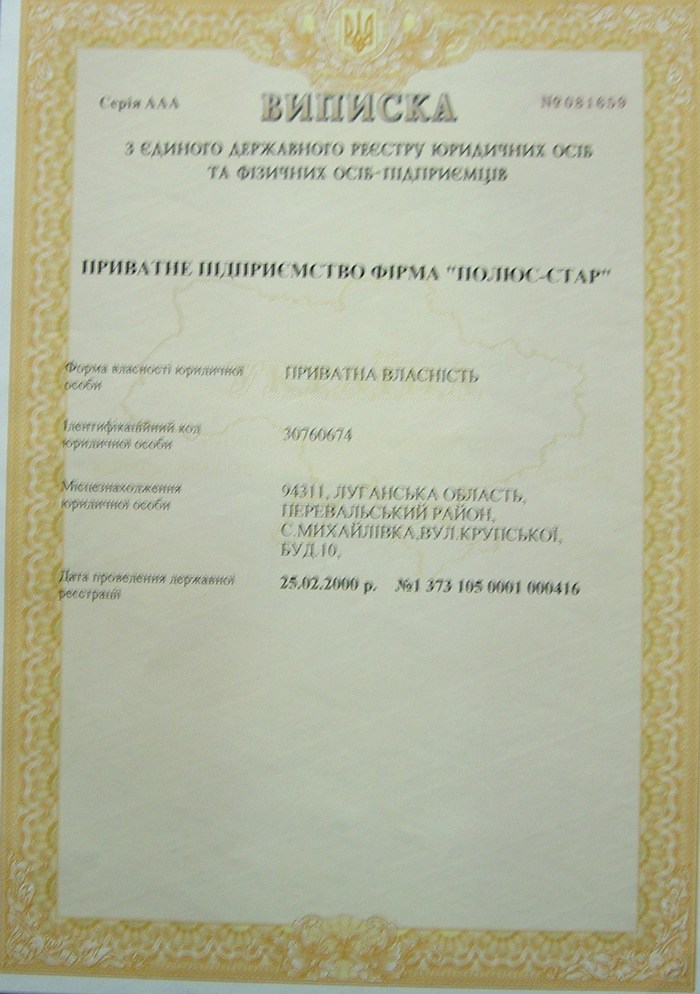 Серія ААА
ВИПИСКА
№081659
З ЄДИНОГО ДЕРЖАВНОГО РЕЄСТРУ ЮРИДИЧНИХ ОСІБ
ТА ФІЗИЧНИХ ОСІБ-ПІДПРИЄМЦІВ
ПРИВАТНЕ ПІДПРИЄМСТВО ФІРМА "ПОЛЮС-СТАР"
Форма власності юридичної
особи
ПРИВАТНА ВЛАСНІСТЬ
Ідентифікаційний код
юридичної особи
30760674
Місцезнаходження
юридичної особи
94311, ЛУГАНСЬКА ОБЛАСТЬ,
ПЕРЕВАЛЬСЬКИЙ РАЙОН,
С.МИХАЙЛІВКА,ВУЛ.КРУПСЬКОЇ,
БУД.10,
Дата проведення державної
реєстрації
25.02.2000 р. №1 373 105 0001 000416